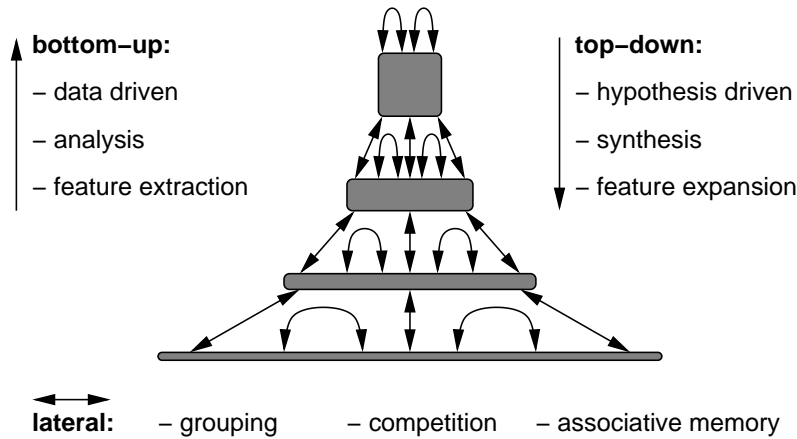 bottom–up:
– data driven
– analysis
– feature extraction
top–down:
– hypothesis driven
– synthesis
– feature expansion
lateral: – grouping – competition – associative memory